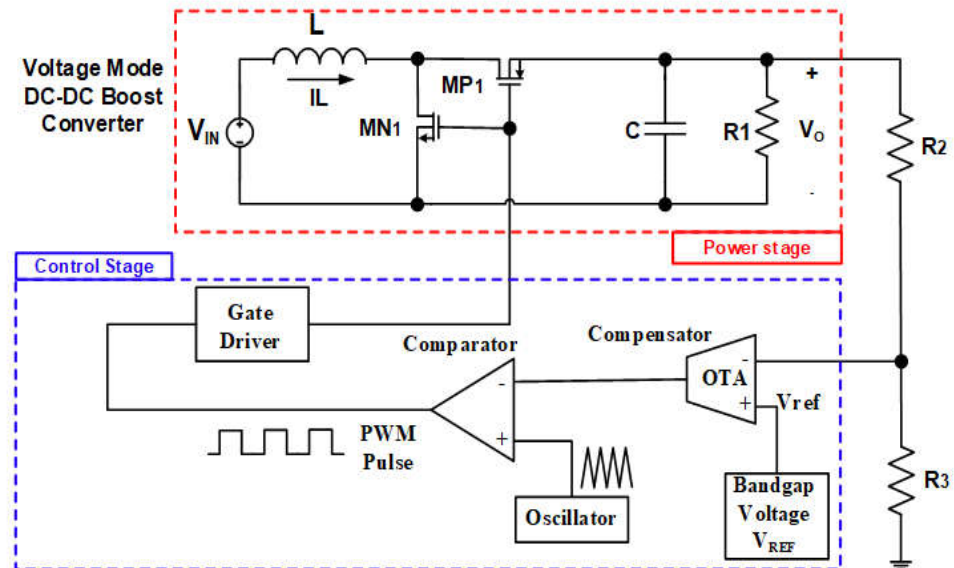 Voltage Mode
DC-DC Boost
Converter
L
IL
VIN
MN1
MP1
C
R1
+
VO
-
R2
Power stage
Control Stage
Gate
Driver
Comparator
Compensator
-
OTA
+
Vref
-
+
PWM
Pulse
Oscillator
Bandgap
Voltage
VREF
R3